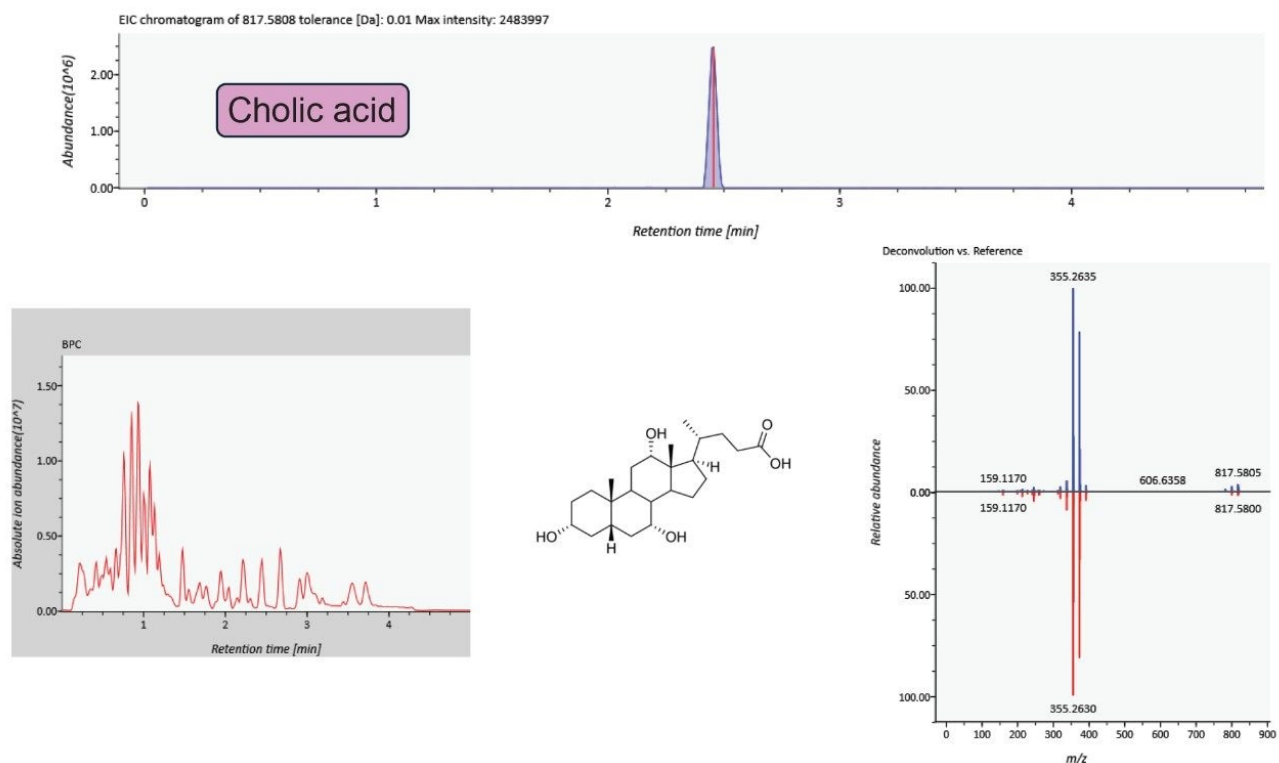 EIC chromatogram of 817.5808 tolerance [Da]: 0.01 Max intensity: 2483997
Abundance(10^6)
2.00
1.00
0.00
Cholic acid
0 1 2 3 4
Retention time [min]
BPC
Absolute ion abundance(10^7)
1.50
1.00
0.50
0.00
1 2 3 4
Retention time [min]
OH
O
OH
H
HO
H
OH
Deconvolution vs. Reference
Relative abundance
100.00
50.00
0.00
50.00
100.00
355.2635
159.1170
606.6358
817.5805
159.1170
817.5800
355.2630
0 100 200 300 400 500 600 700 800 900
m/z